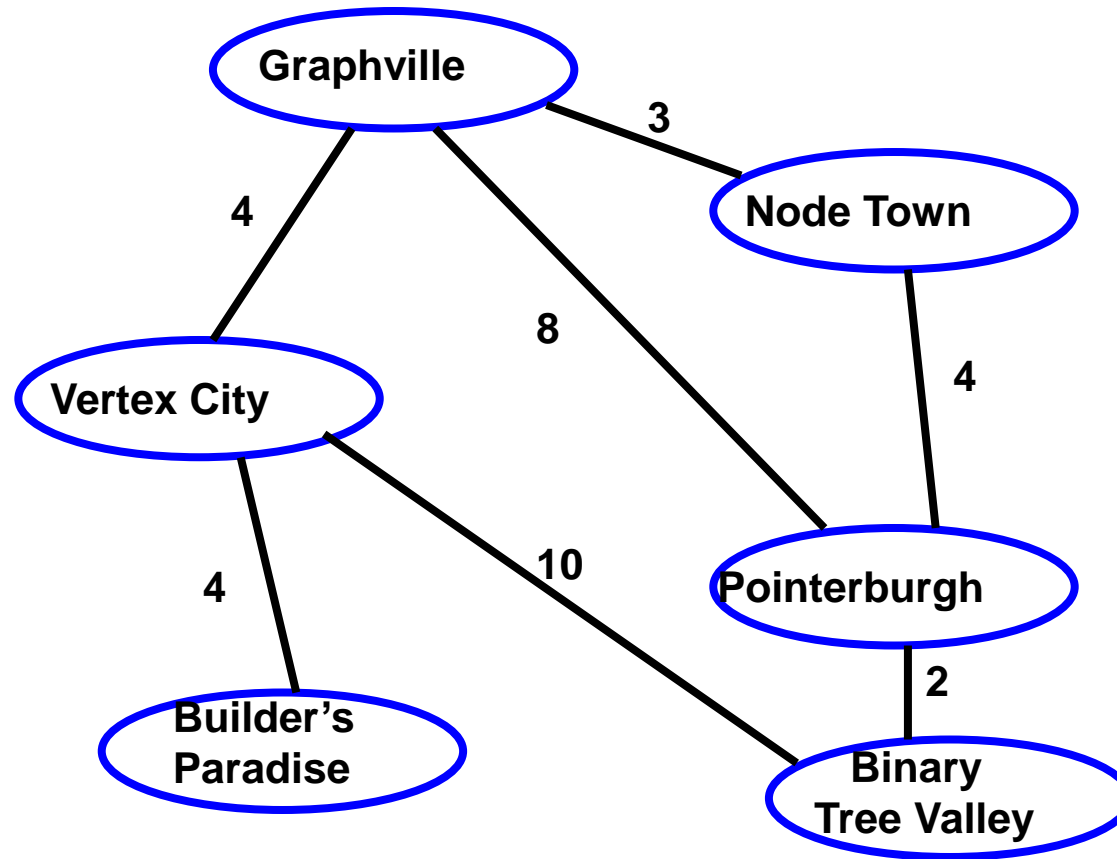 Graphville
3
Node Town
4
8
Vertex City
4
10
Pointerburgh
4
2
Builder’s
Paradise
Binary
Tree Valley